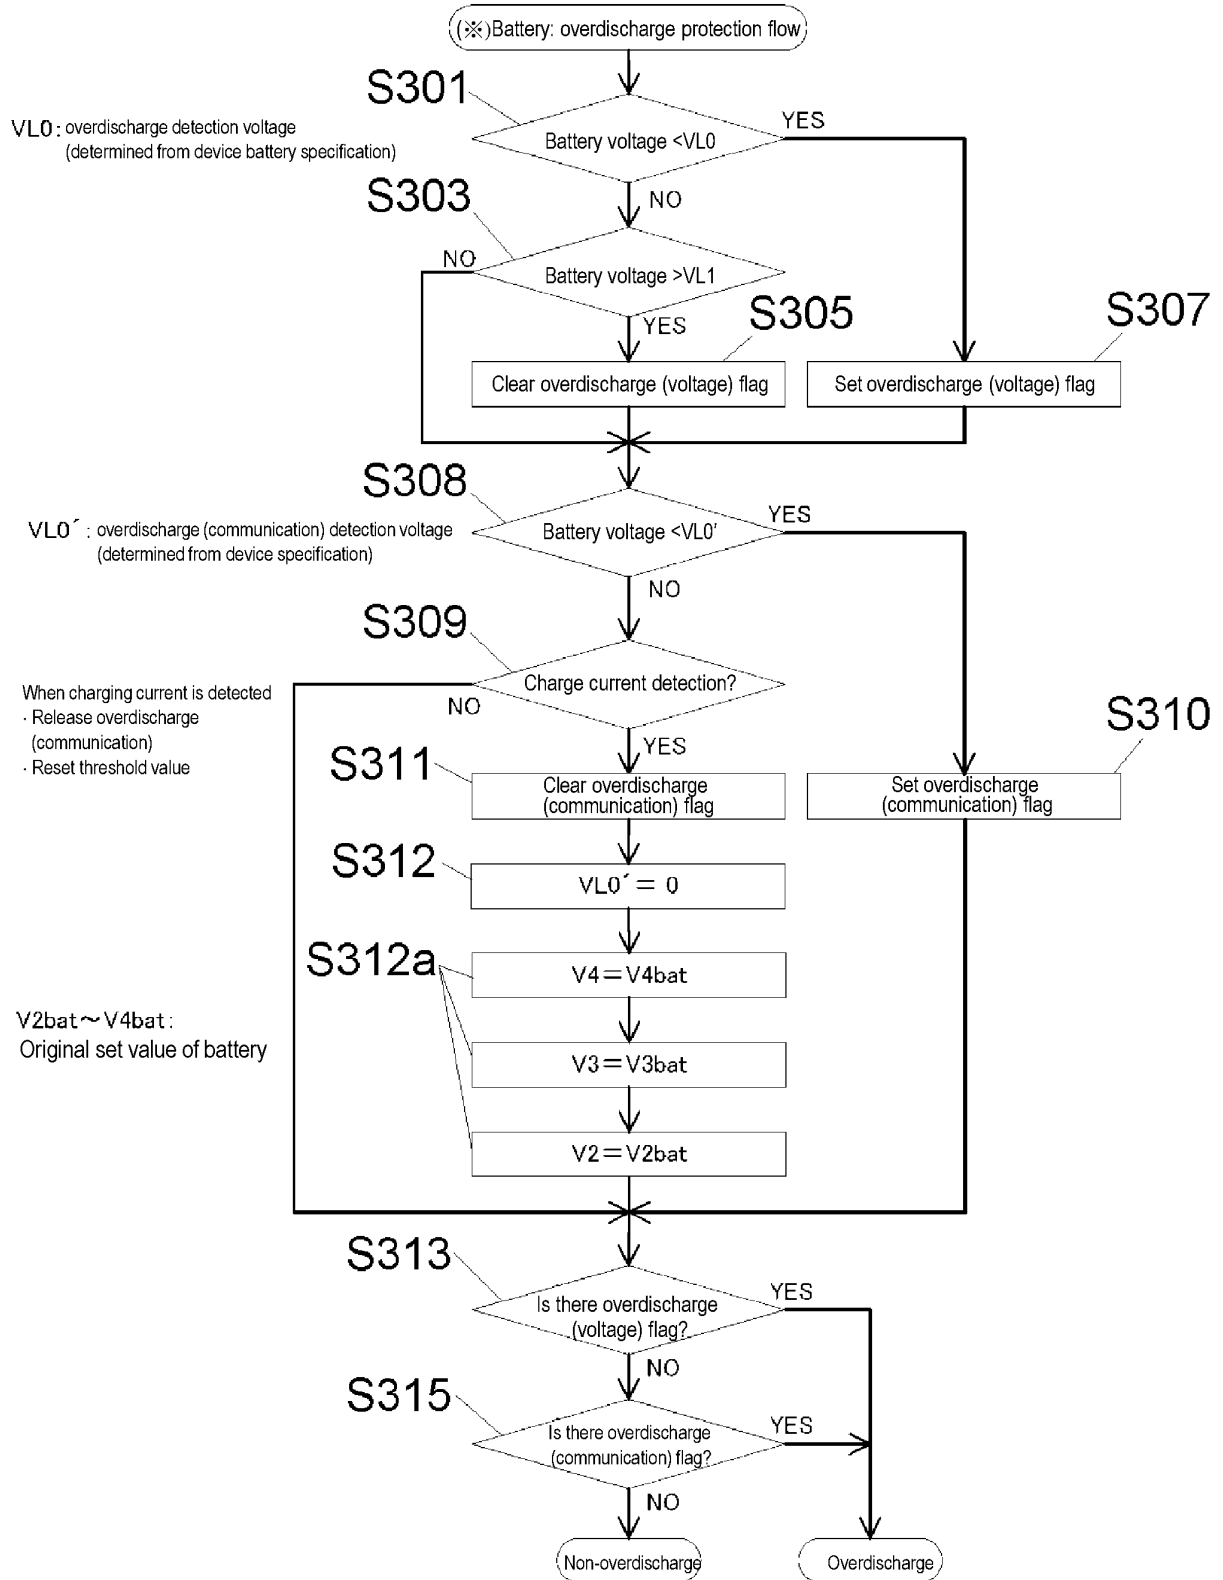 (※)Battery: overdischarge protection flow
S301
VL0: overdischarge detection voltage
(determined from device battery specification)
Battery voltage <VL0
YES
NO
S303
NO
Battery voltage >VL1
YES
S305
S307
Clear overdischarge (voltage) flag
Set overdischarge (voltage) flag
S308
VL0´: overdischarge (communication) detection voltage
(determined from device specification)
Battery voltage <VL0'
YES
NO
S309
Charge current detection?
NO
YES
When charging current is detected
· Release overdischarge
(communication)
· Reset threshold value
S310
S311
Clear overdischarge
(communication) flag
Set overdischarge
(communication) flag
S312
VL0´= 0
S312a
V4=V4bat
V2bat~V4bat:
Original set value of battery
V3=V3bat
V2=V2bat
S313
YES
Is there overdischarge
(voltage) flag?
NO
S315
YES
Is there overdischarge
(communication) flag?
NO
Non-overdischarge
Overdischarge